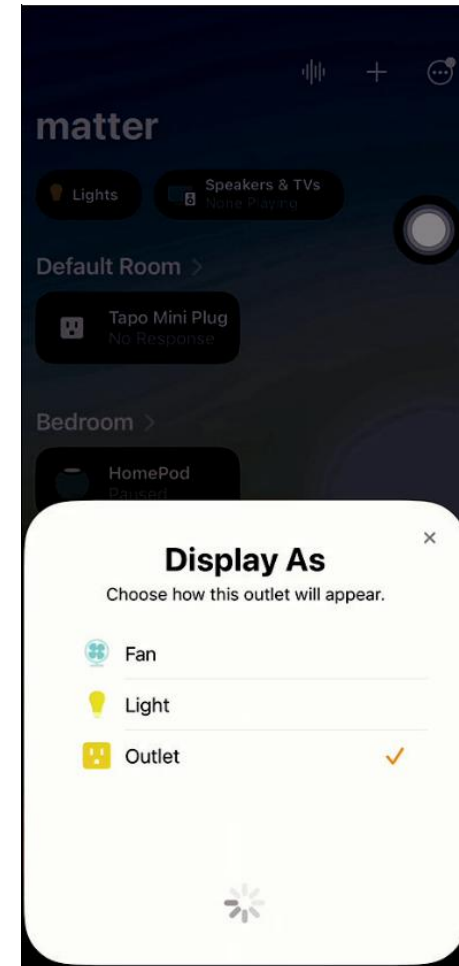 matter
Lights
Speakers & TVs
None Playing
Default Room >
Tapo Mini Plug
No Response
Bedroom >
HomePod
Paused
Display As
Choose how this outlet will appear.
Fan
Light
Outlet